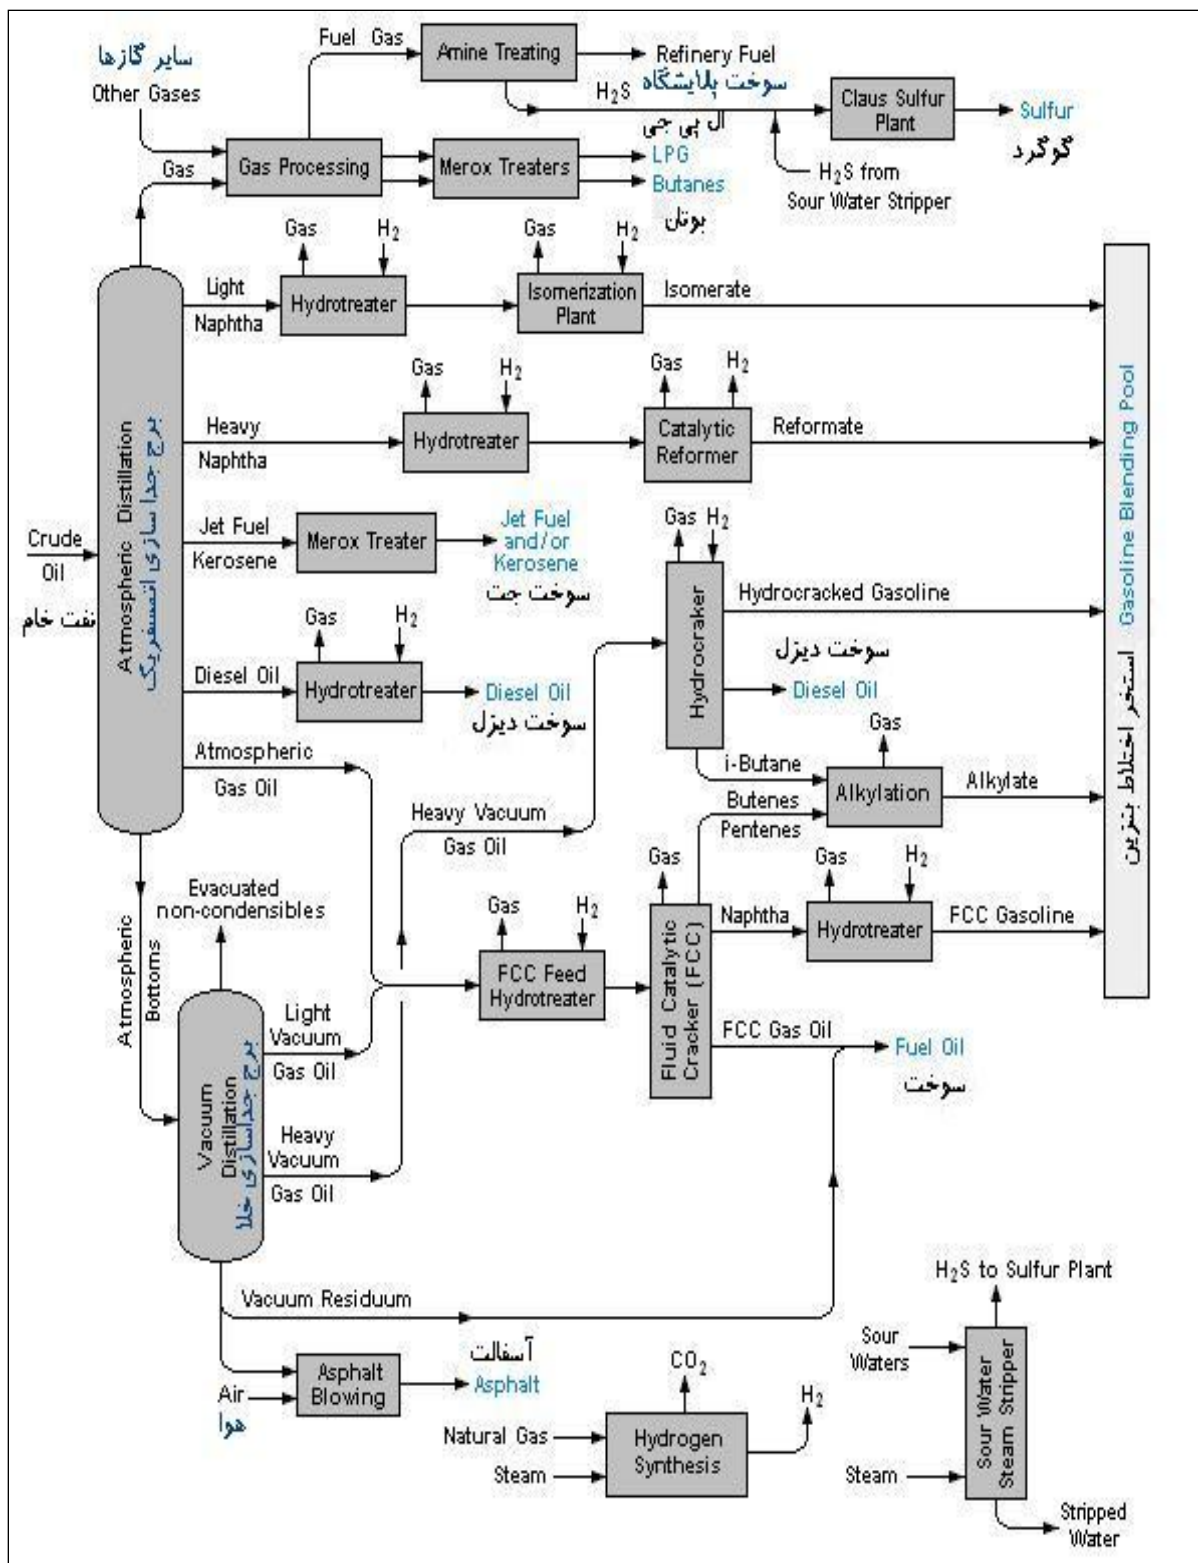 Fuel Gas
Amine Treating
Refinery Fuel
سوخت پالایشگاه
سایر گازها
Other Gases
H2S
Claus Sulfur
Plant
Sulfur
گوگرد
ال پی جی
LPG
Butanes
بوتان
Gas
Gas Processing
Merox Treaters
H2S from
Sour Water Stripper
Gas
H2
Gas
H2
Light
Naphtha
Hydrotreater
Isomerization
Plant
Isomerate
Gas
H2
Gas
H2
Heavy
Naphtha
Hydrotreater
Catalytic
Reformer
Reformate
Crude
Oil
نفت خام
Atmospheric Distillation
برج جداسازی اتمسفریک
Jet Fuel
Kerosene
Merox Treater
Jet Fuel
and/or
Kerosene
سوخت جت
Gas
H2
Hydrocraker
Hydrocracked Gasoline
سوخت دیزل
Diesel Oil
Gas
H2
Diesel Oil
Hydrotreater
Diesel Oil
سوخت دیزل
Gasoline Blending Pool
استخر اختلاط بنزین
Atmospheric
Gas Oil
i-Butane
Butenes
Pentenes
Gas
Alkylation
Alkylate
Heavy Vacuum
Gas Oil
Atmospheric
Bottoms
Evacuated
non-condensibles
Gas
H2
FCC Feed
Hydrotreater
Gas
Fluid Catalytic
Cracker (FCC)
Naphtha
Gas
H2
Hydrotreater
FCC Gasoline
FCC Gas Oil
Fuel Oil
سوخت
Vacuum
Distillation
برج جداسازی خلا
Light
Vacuum
Gas Oil
Heavy
Vacuum
Gas Oil
Vacuum Residuum
Air
هوا
Asphalt
Blowing
آسفالت
Asphalt
CO2
H2
Natural Gas
Steam
Hydrogen
Synthesis
H2S to Sulfur Plant
Sour
Waters
Steam
Sour Water
Steam Stripper
Stripped
Water